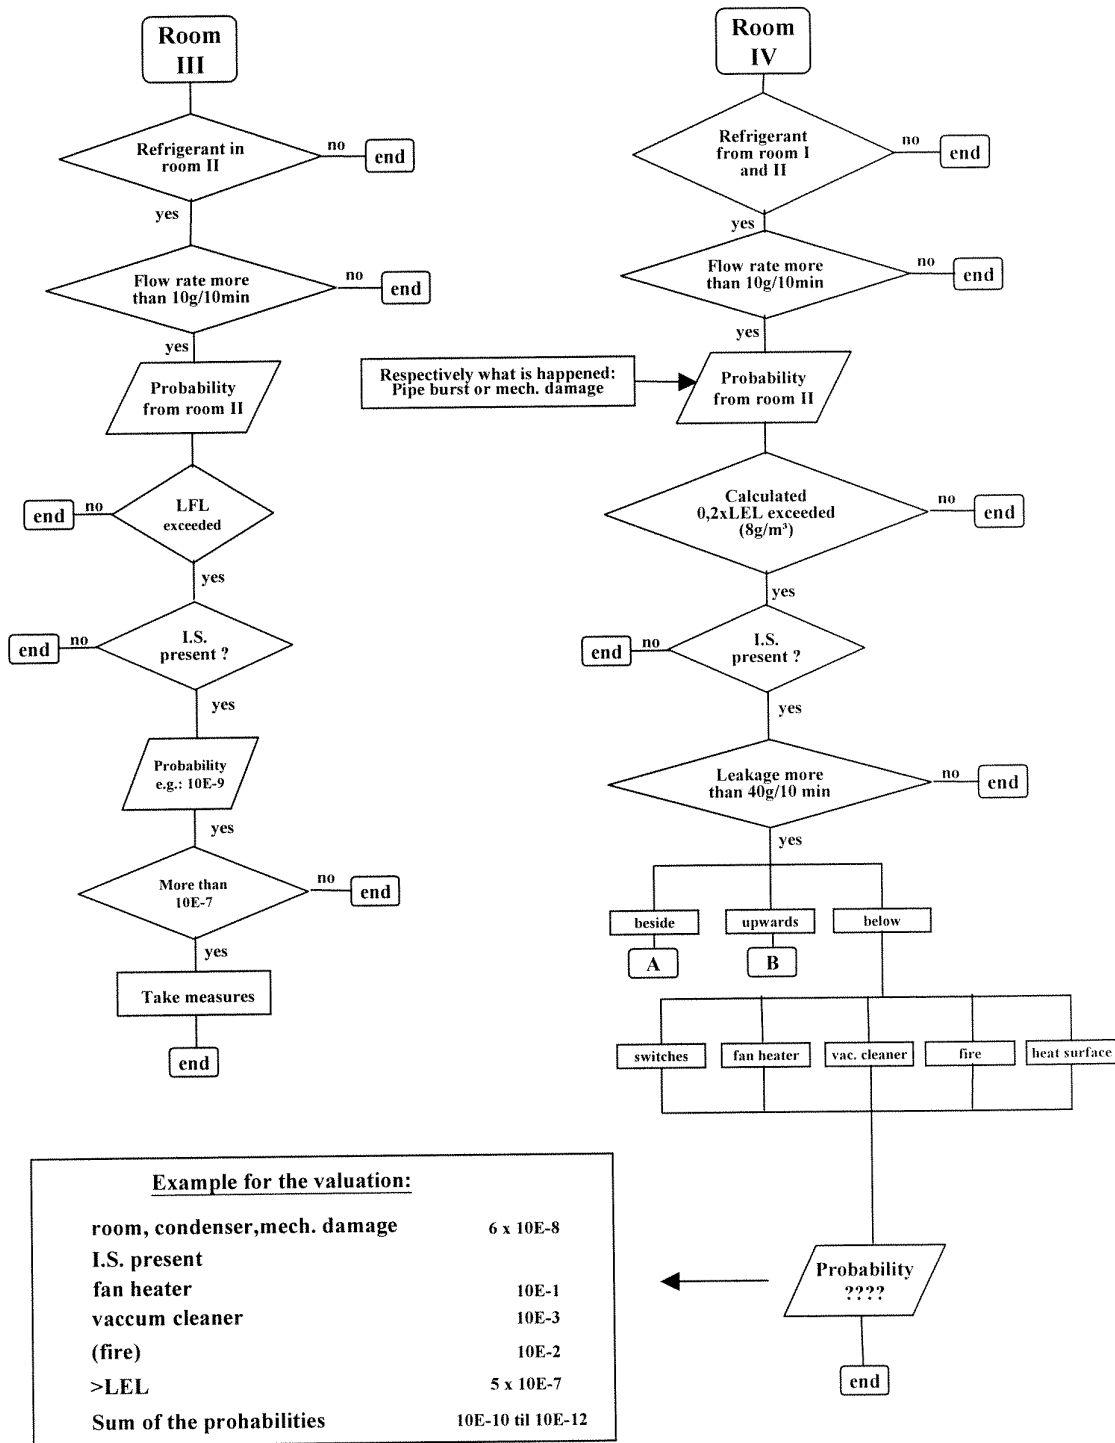 Room
III
Refrigerant in
room II
no
end
yes
Flow rate more
than 10g/10min
no
end
yes
Probability
from room II
LFL
exceeded
no
end
yes
I.S.
present ?
no
end
yes
Probability
e.g.: 10E-9
yes
More than
10E-7
no
end
yes
Take measures
end
Room
IV
Refrigerant
from room I
and II
no
end
yes
Flow rate more
than 10g/10min
no
end
yes
Respectively what is happened:
Pipe burst or mech. damage
Probability
from room II
Calculated
0,2xLEL exceeded
(8g/m³)
no
end
yes
I.S.
present ?
no
end
yes
Leakage more
than 40g/10 min
no
end
yes
beside
upwards
below
A
B
switches
fan heater
vac. cleaner
fire
heat surface
Probability
????
end
Example for the valuation:
room, condenser,mech. damage 6 x 10E-8
I.S. present
fan heater 10E-1
vaccum cleaner 10E-3
(fire) 10E-2
>LEL 5 x 10E-7
Sum of the prohabilities 10E-10 til 10E-12